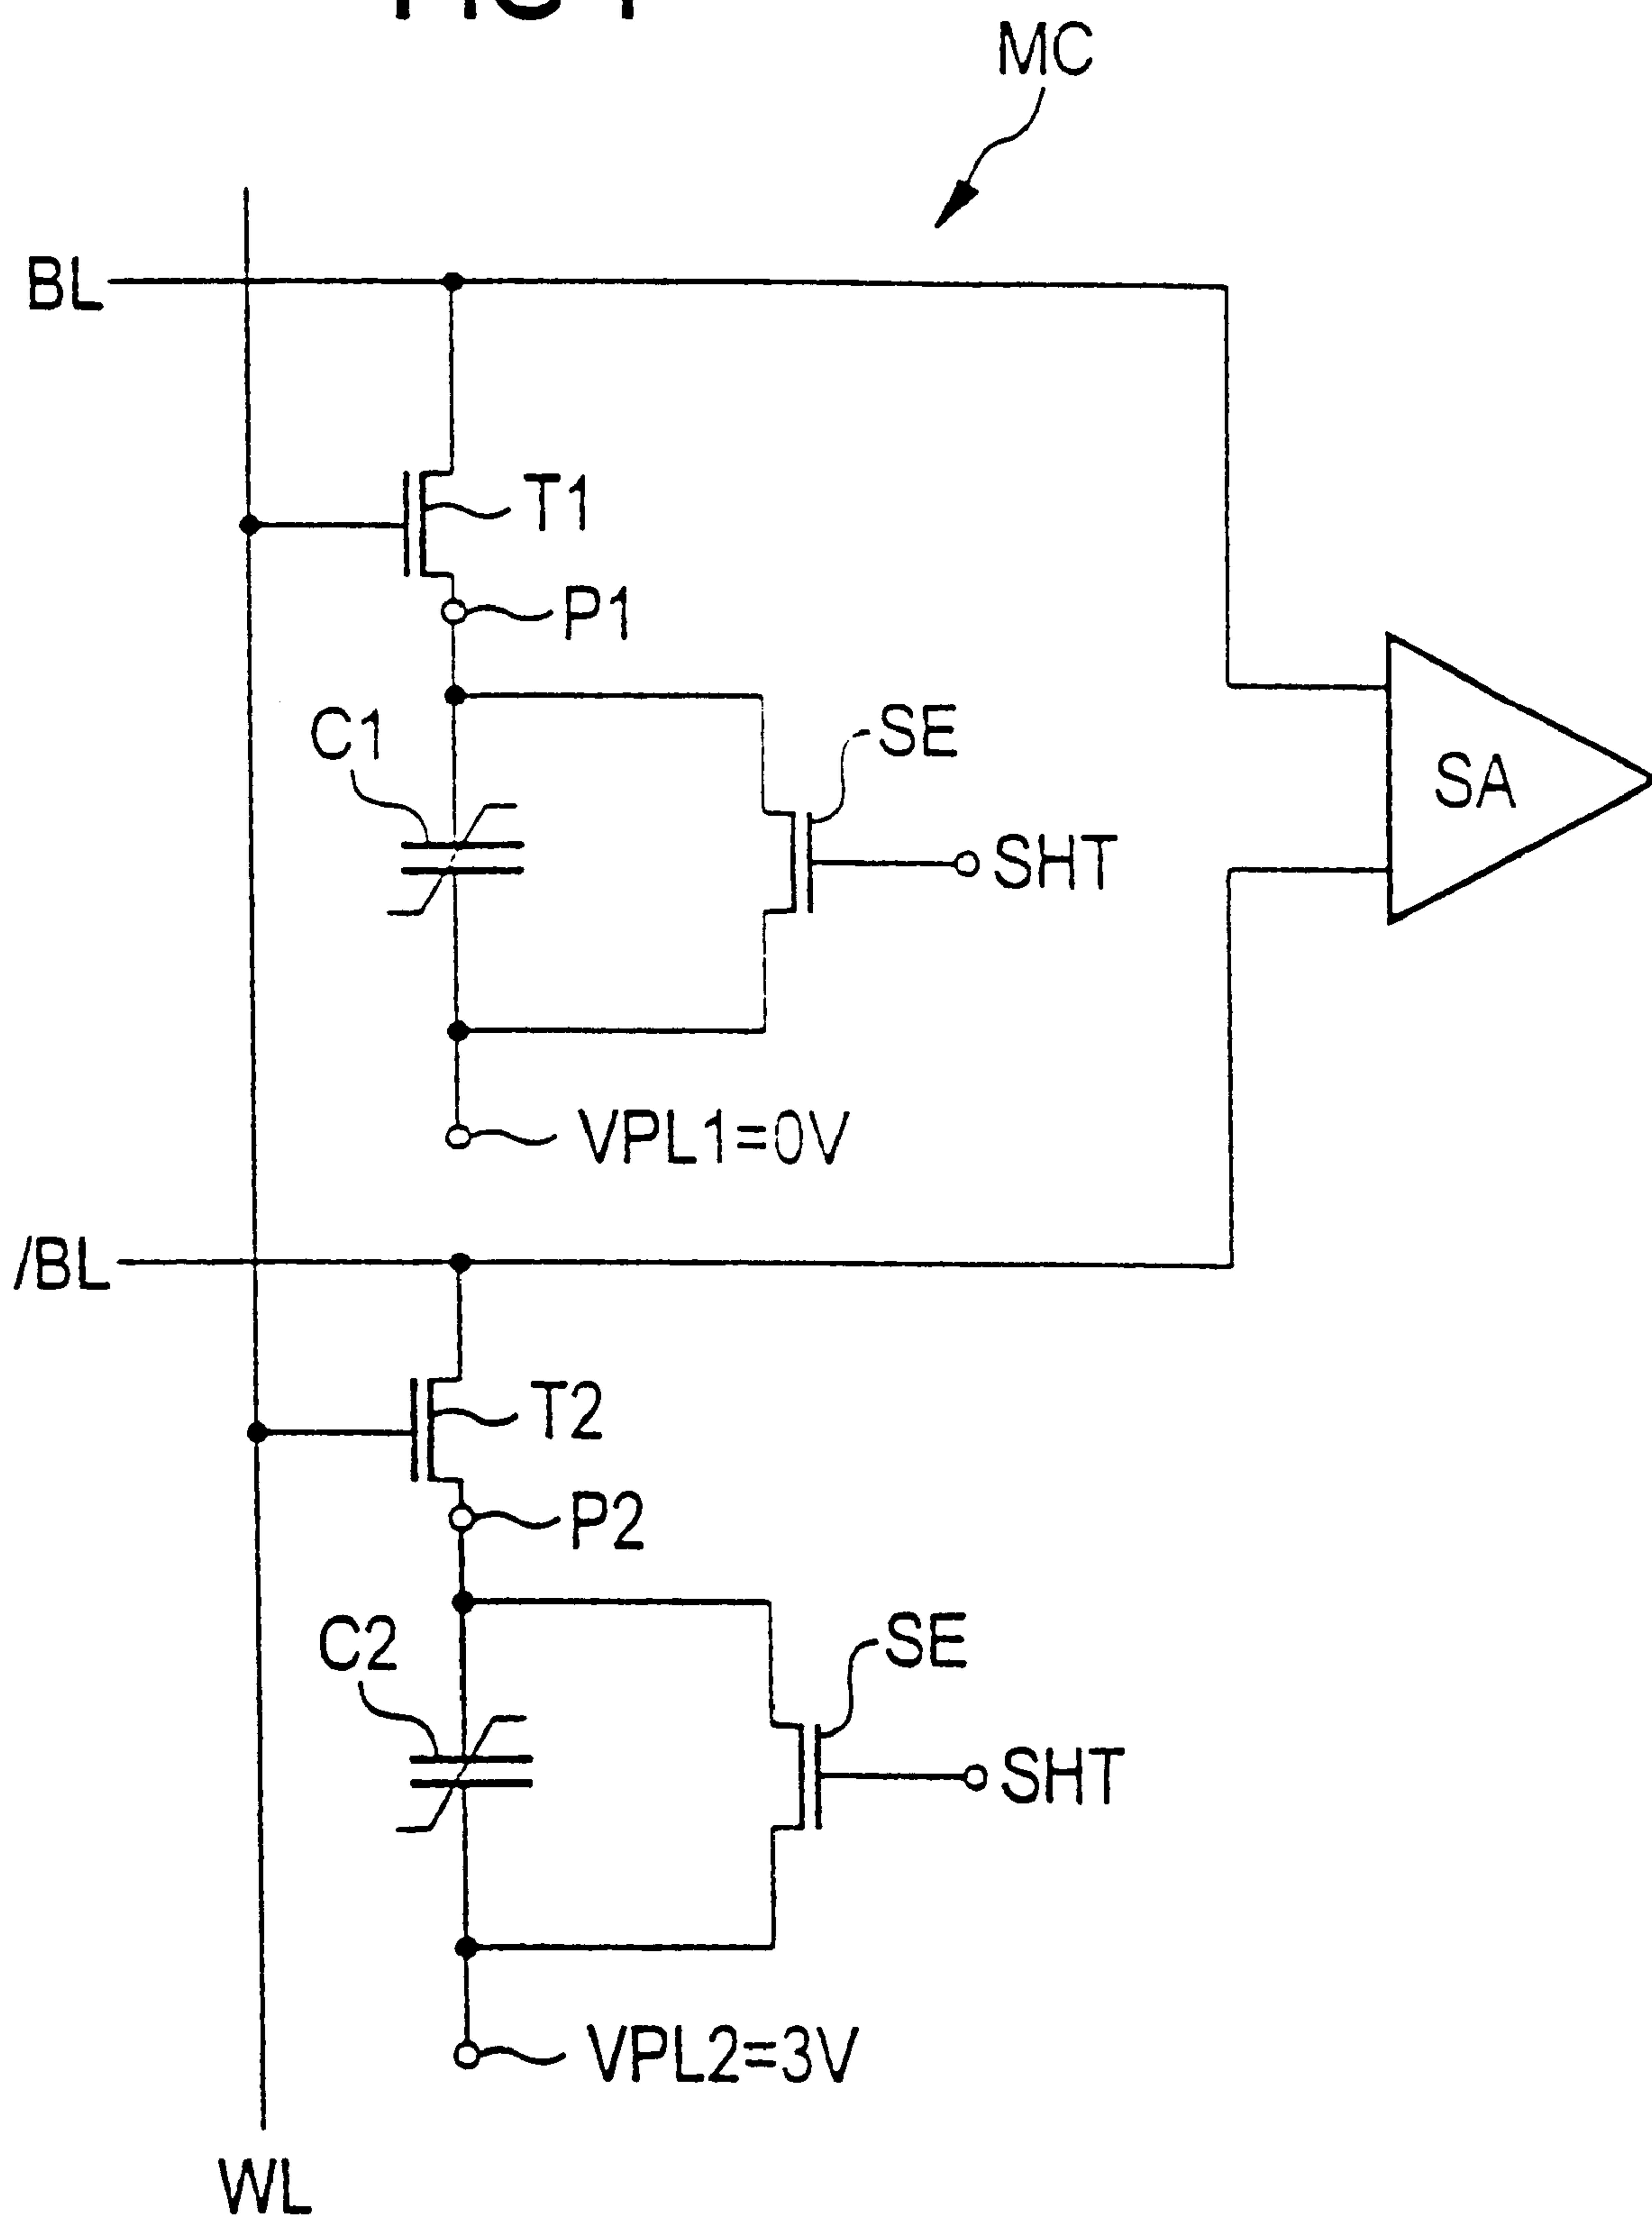 MC
BL
T1
P1
C1
SE
SHT
SA
VPL1=0V
/BL
T2
P2
C2
SE
SHT
VPL2=3V
WL